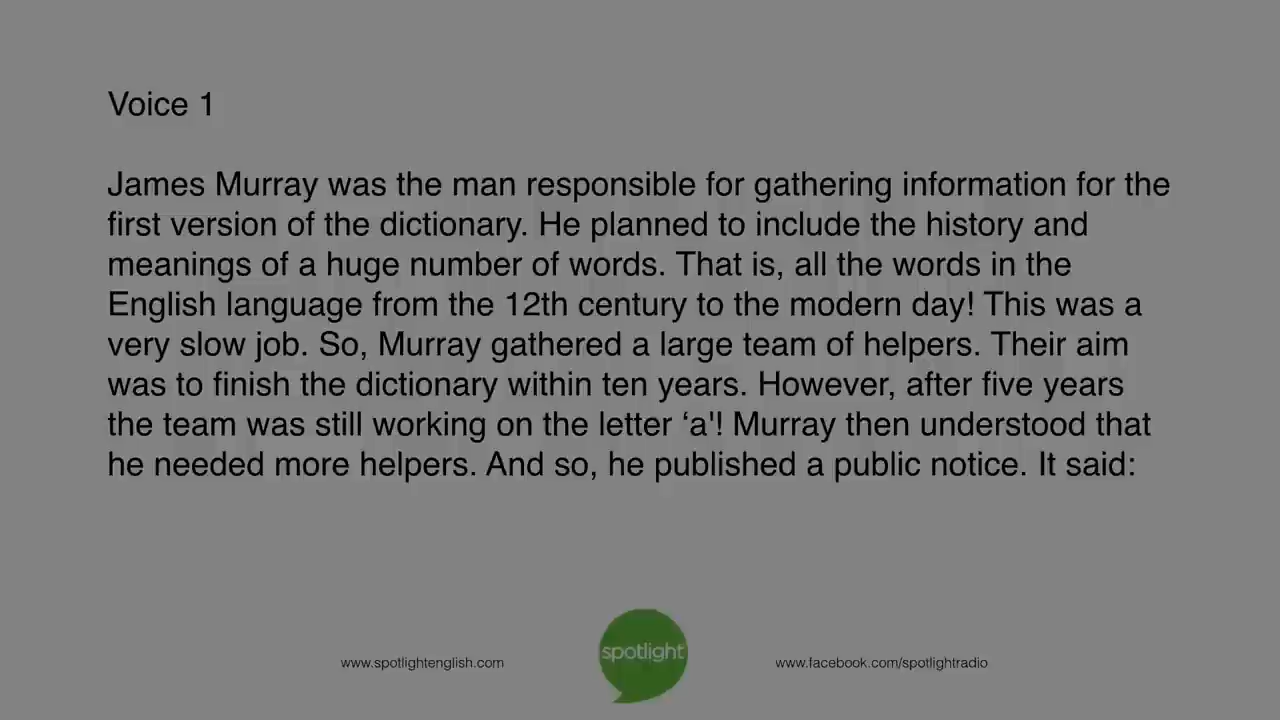 Voice 1
James Murray was the man responsible for gathering information for the
first version of the dictionary. He planned to include the history and
meanings of a huge number of words. That is, all the words in the
English language from the 12th century to the modern day! This was a
very slow job. So, Murray gathered a large team of helpers. Their aim
was to finish the dictionary within ten years. However, after five years
the team was still working on the letter ‘a'! Murray then understood that
he needed more helpers. And so, he published a public notice. It said:
www.spotlightenglish.com
spotlight
www.facebook.com/spotlightradio